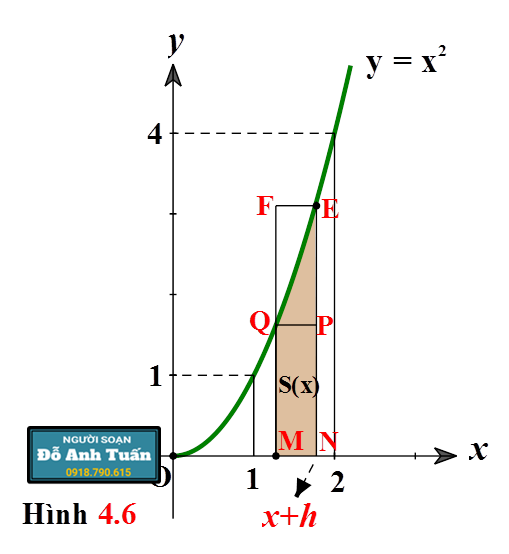 y
y = x²
4
F E
Q P
1
S(x)
M N
x
O
1 2
x+h
NGƯỜI SOẠN
Đỗ Anh Tuấn
0918.790.615
Hình 4.6